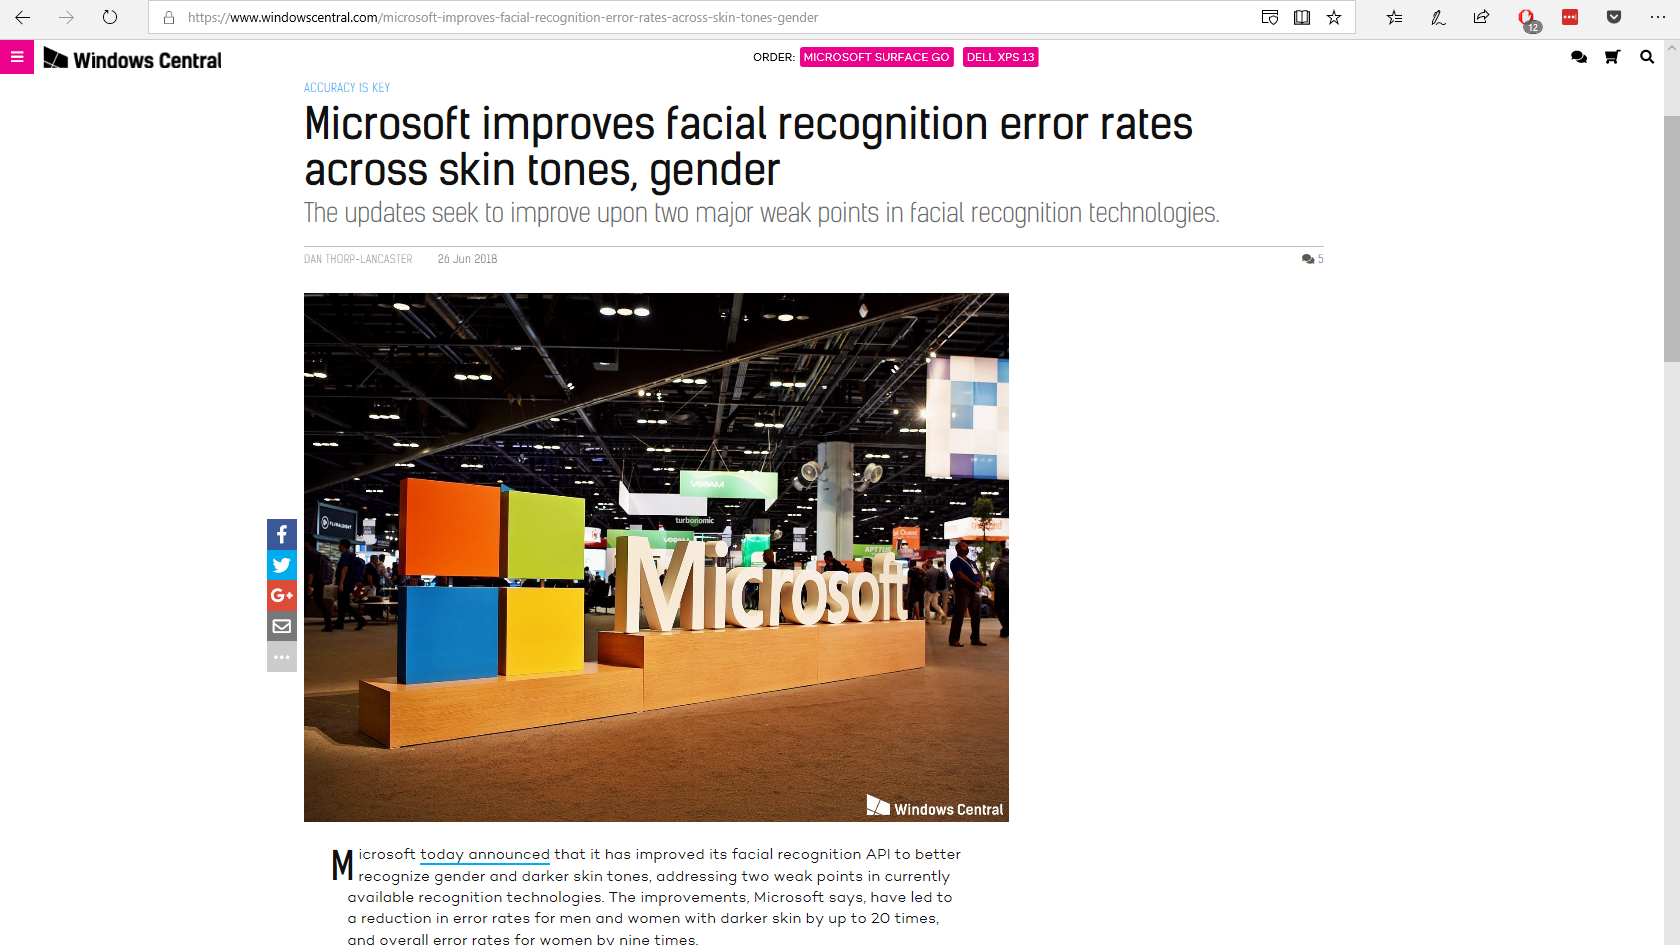 https://www.windowscentral.com/microsoft-improves-facial-recognition-error-rates-across-skin-tones-gender
12
Windows Central
ORDER: MICROSOFT SURFACE GO DELL XPS 13
ACCURACY IS KEY
Microsoft improves facial recognition error rates
across skin tones, gender
The updates seek to improve upon two major weak points in facial recognition technologies.
DAN THORP-LANCASTER 26 Jun 2018 5
VEEAM
turbonomic
PLURALSIGHT
VEEAM
APTTUS
Microsoft
G+
Windows Central
Microsoft today announced that it has improved its facial recognition API to better
recognize gender and darker skin tones, addressing two weak points in currently
available recognition technologies. The improvements, Microsoft says, have led to
a reduction in error rates for men and women with darker skin by up to 20 times,
and overall error rates for women by nine times.